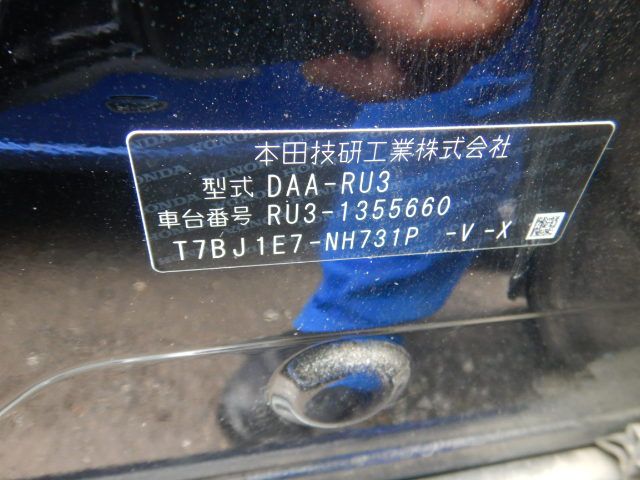 本田技研工業株式会社
型式 DAA-RU3
車台番号 RU3-1355660
T7BJ1E7-NH731P -V -X